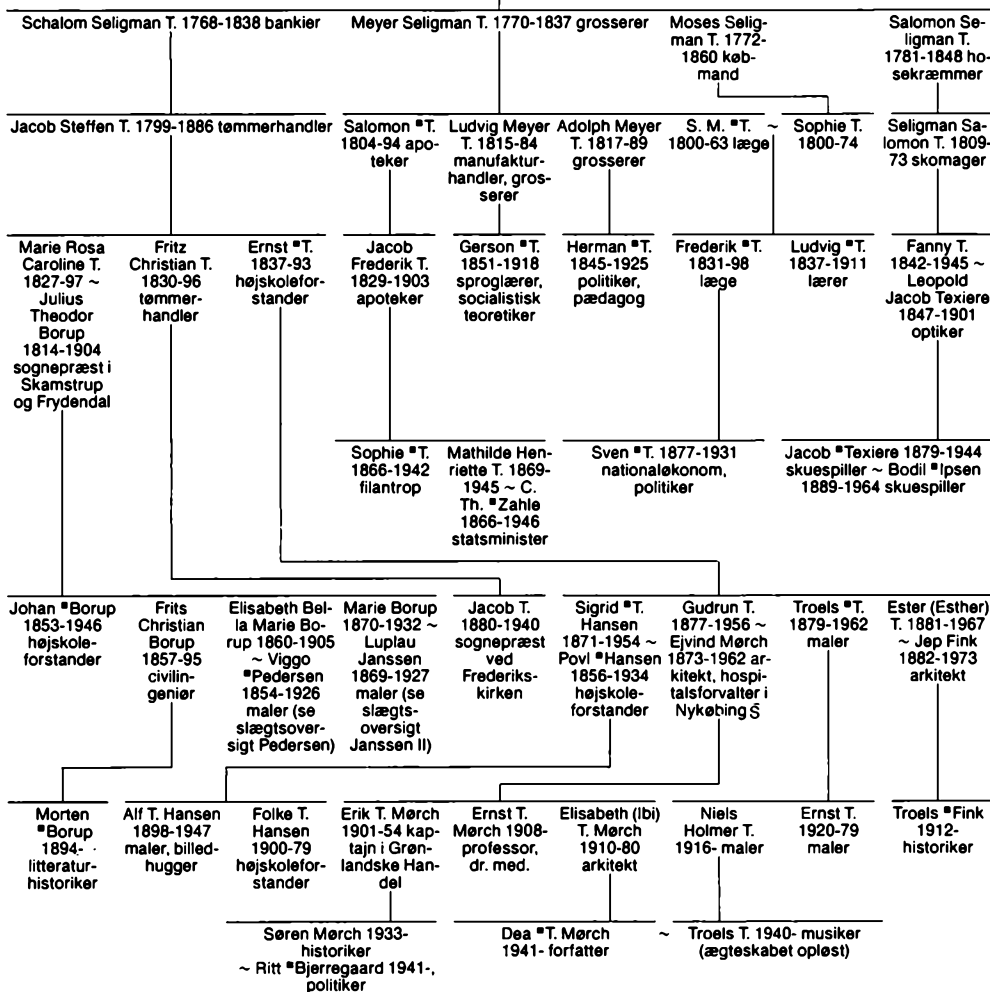 Schalom Seligman T. 1768-1838 bankier
Meyer Seligman T. 1770-1837 grosserer
Moses Selig-
man T. 1772-
1860 køb-
mand
Salomon Se-
ligman T.
1781-1848 ho-
sekræmmer
Jacob Steffen T. 1799-1886 tømmerhandler
Salomon *T.
1804-94 apo-
teker
Ludvig Meyer
T. 1815-84
manufaktur-
handler, gros-
serer
Adolph Meyer
T. 1817-89
grosserer
S. M. *T. ~
1800-63 læge
Sophie T.
1800-74
Seligman Sa-
lomon T. 1809-
73 skomager
Marie Rosa
Caroline T.
1827-97 ~
Julius
Theodor
Borup
1814-1904
sognepræst i
Skamstrup
og Frydendal
Fritz
Christian T.
1830-96
tømmer-
handler
Ernst *T.
1837-93
højskolefor-
stander
Jacob
Frederik T.
1829-1903
apoteker
Gerson *T.
1851-1918
sproglærer,
socialistisk
teoretiker
Herman *T.
1845-1925
politiker,
pædagog
Frederik *T.
1831-98
læge
Ludvig *T.
1837-1911
lærer
Fanny T.
1842-1945 ~
Leopold
Jacob Texiere
1847-1901
optiker
Sophie *T.
1866-1942
filantrop
Mathilde Hen-
riette T. 1869-
1945 ~ C.
Th. *Zahle
1866-1946
statsminister
Sven *T. 1877-1931
nationaløkonom,
politiker
Jacob *Texiere 1879-1944
skuespiller ~ Bodil *Ipsen
1889-1964 skuespiller
Johan *Borup
1853-1946
højskole-
forstander
Frits
Christian
Borup
1857-95
civilin-
geniør
Elisabeth Bel-
la Marie Bo-
rup 1860-1905
~ Viggo
*Pedersen
1854-1926
maler (se
slægtsover-
sigt Pedersen)
Marie Borup
1870-1932 ~
Luplau
Janssen
1869-1927
maler (se
slægts-
oversigt
Janssen II)
Jacob T.
1880-1940
sognepræst
ved
Frederiks-
kirken
Sigrid *T.
Hansen
1871-1954 ~
Povl *Hansen
1856-1934
højskole-
forstander
Gudrun T.
1877-1956 ~
Ejvind Mørch
1873-1962 ar-
kitekt, hospi-
talsforvalter i
Nykøbing S
Troels *T.
1879-1962
maler
Ester (Esther)
T. 1881-1967
~ Jep Fink
1882-1973
arkitekt
Morten
*Borup
1894-
litteratur-
historiker
Alf T. Hansen
1898-1947
maler, billed-
hugger
Folke T.
Hansen
1900-79
højskolefor-
stander
Erik T. Mørch
1901-54 kap-
tajn i Grøn-
landske Han-
del
Ernst T.
Mørch 1908-
professor,
dr. med.
Elisabeth (Ibi)
T. Mørch
1910-80
arkitekt
Niels
Holmer T.
1916- maler
Ernst T.
1920-79
maler
Troels *Fink
1912-
historiker
Søren Mørch 1933-
historiker
~ Ritt *Bjerregaard 1941-,
politiker
Dea *T. Mørch ~
1941- forfatter
Troels T. 1940- musiker
(ægteskabet opløst)